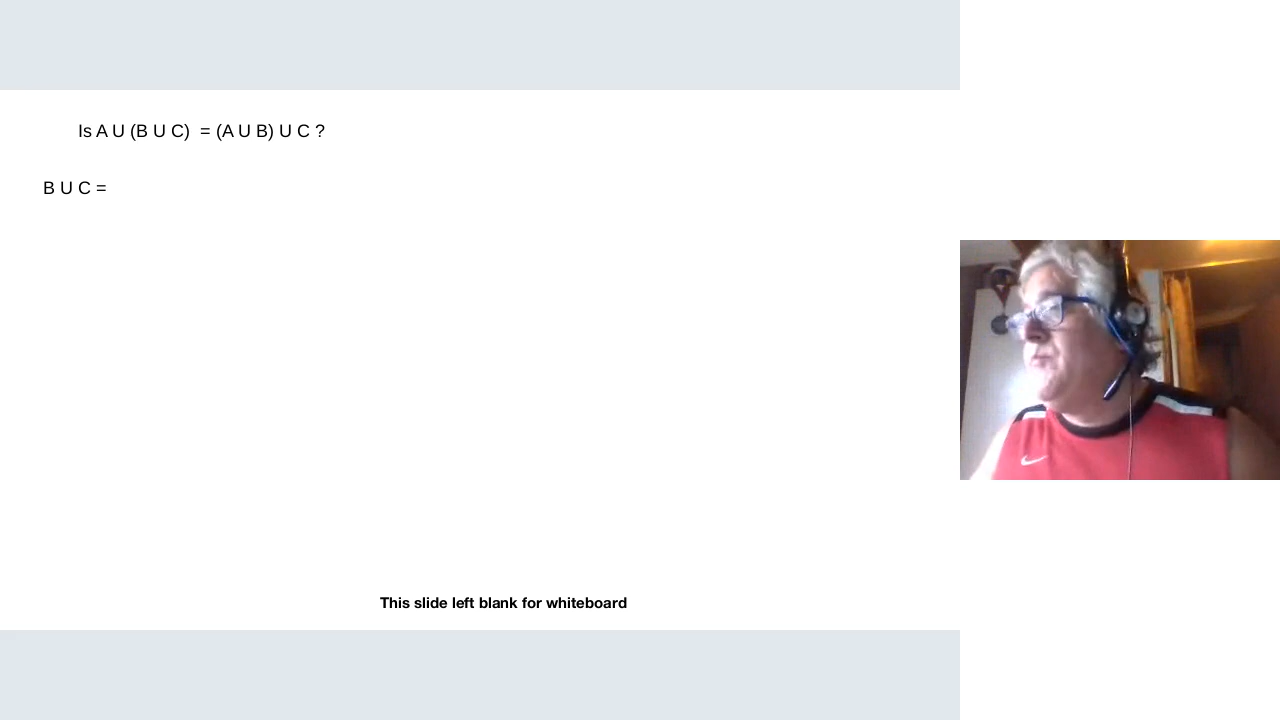 Is A U (B U C)  = (A U B) U C ?
B U C =
This slide left blank for whiteboard